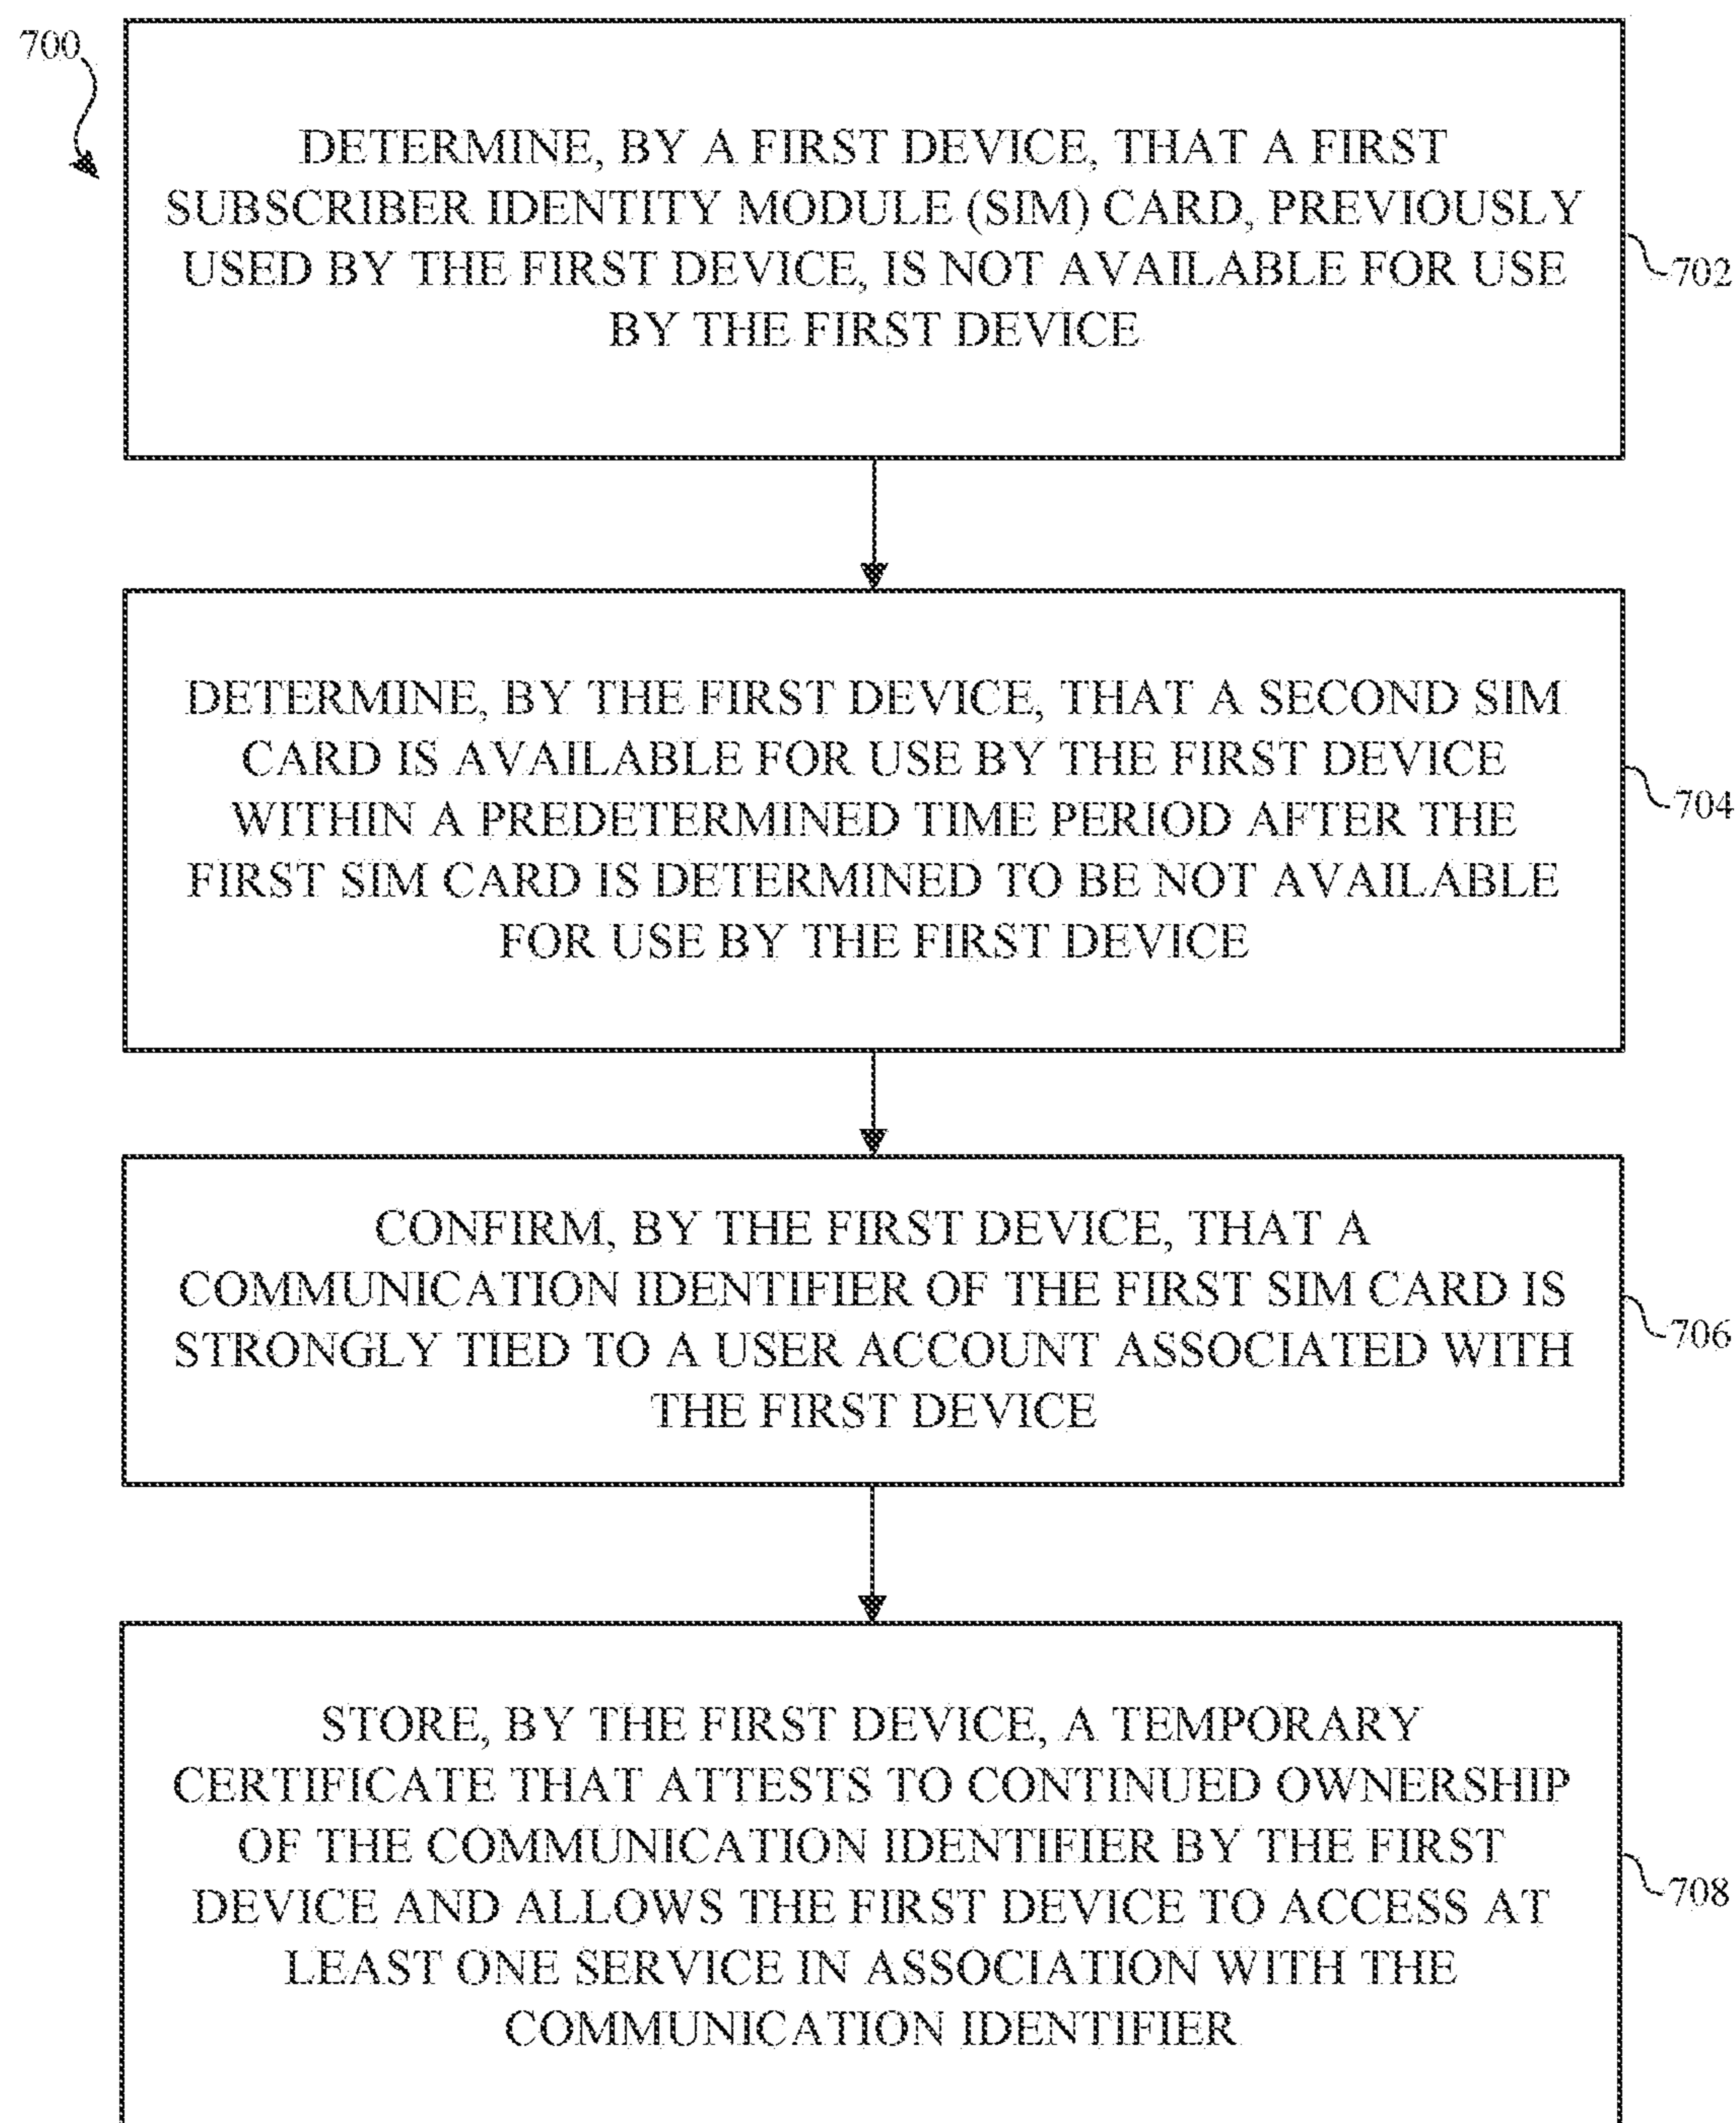 700
DETERMINE, BY A FIRST DEVICE, THAT A FIRST
SUBSCRIBER IDENTITY MODULE (SIM) CARD, PREVIOUSLY
USED BY THE FIRST DEVICE, IS NOT AVAILABLE FOR USE
BY THE FIRST DEVICE
702
DETERMINE, BY THE FIRST DEVICE, THAT A SECOND SIM
CARD IS AVAILABLE FOR USE BY THE FIRST DEVICE
WITHIN A PREDETERMINED TIME PERIOD AFTER THE
FIRST SIM CARD IS DETERMINED TO BE NOT AVAILABLE
FOR USE BY THE FIRST DEVICE
704
CONFIRM, BY THE FIRST DEVICE, THAT A
COMMUNICATION IDENTIFIER OF THE FIRST SIM CARD IS
STRONGLY TIED TO A USER ACCOUNT ASSOCIATED WITH
THE FIRST DEVICE
706
STORE, BY THE FIRST DEVICE, A TEMPORARY
CERTIFICATE THAT ATTESTS TO CONTINUED OWNERSHIP
OF THE COMMUNICATION IDENTIFIER BY THE FIRST
DEVICE AND ALLOWS THE FIRST DEVICE TO ACCESS AT
LEAST ONE SERVICE IN ASSOCIATION WITH THE
COMMUNICATION IDENTIFIER
708